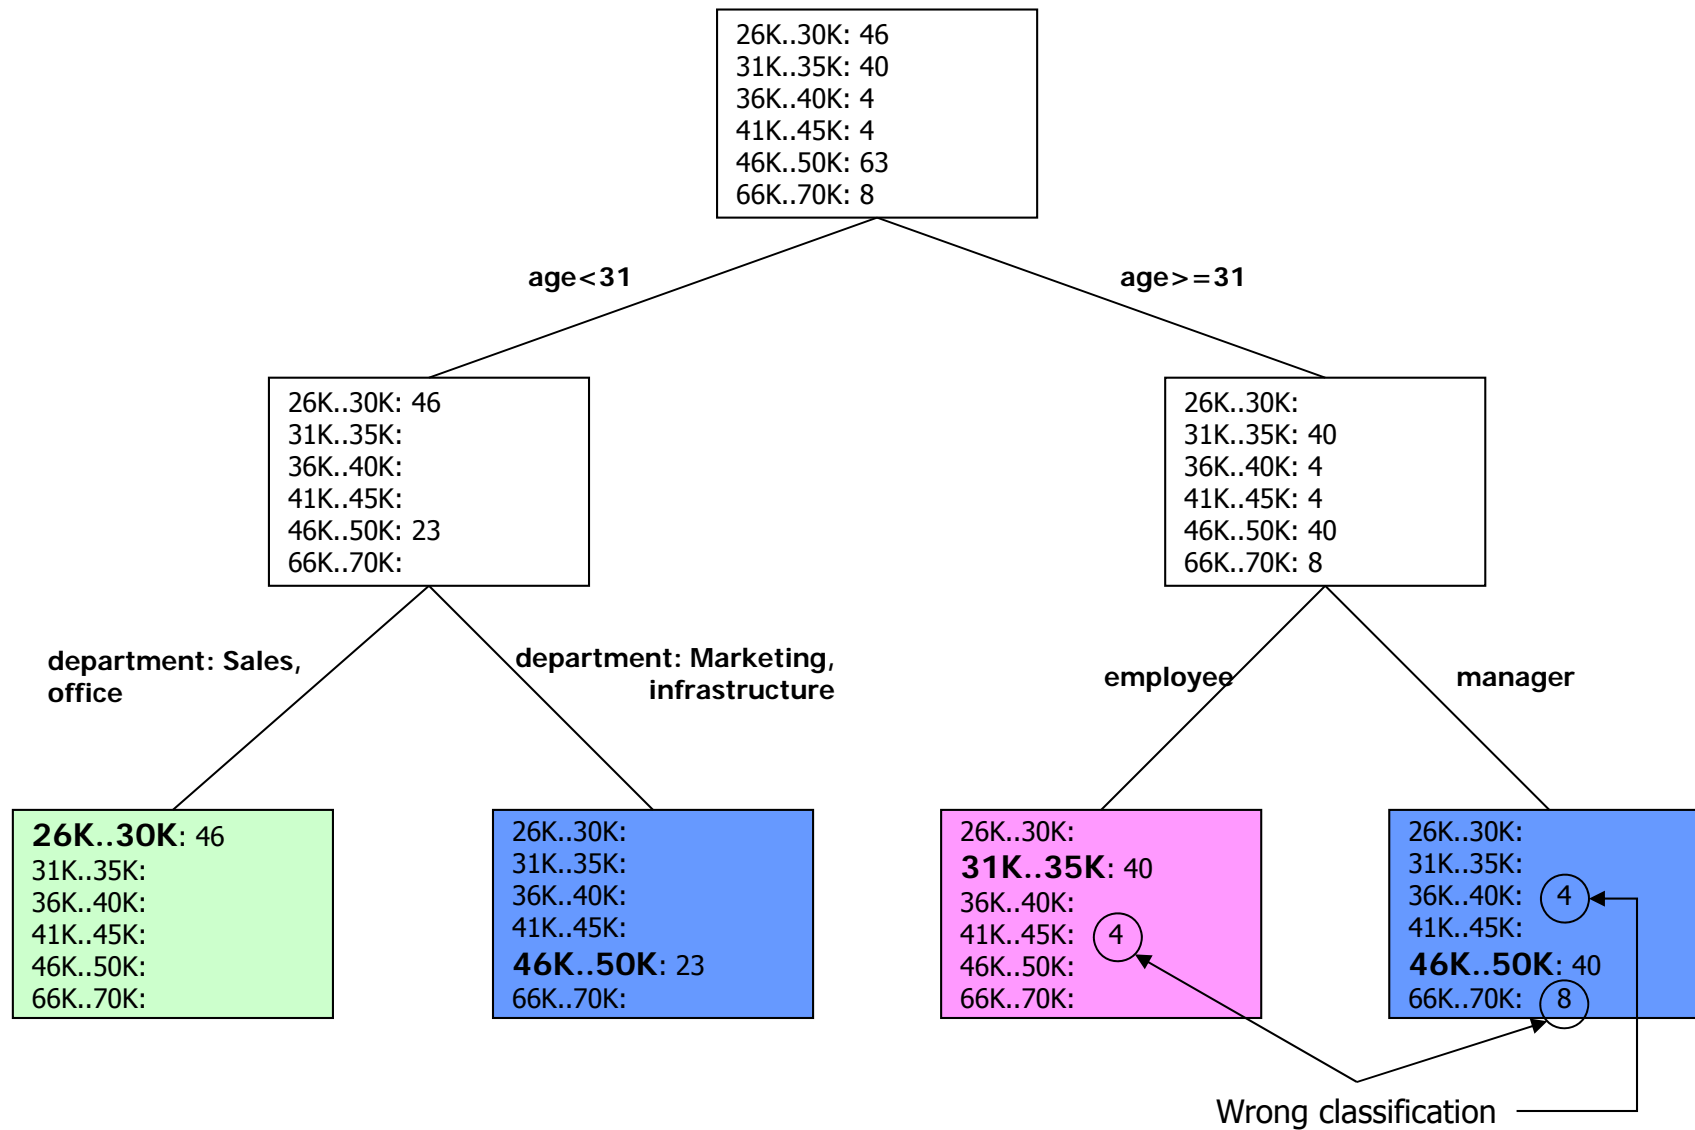 26K..30K: 46
31K..35K: 40
36K..40K: 4
41K..45K: 4
46K..50K: 63
66K..70K: 8
age<31
age>=31
26K..30K: 46
31K..35K:
36K..40K:
41K..45K:
46K..50K: 23
66K..70K:
26K..30K:
31K..35K: 40
36K..40K: 4
41K..45K: 4
46K..50K: 40
66K..70K: 8
department: Sales,
office
department: Marketing,
infrastructure
employee
manager
26K..30K: 46
31K..35K:
36K..40K:
41K..45K:
46K..50K:
66K..70K:
26K..30K:
31K..35K:
36K..40K:
41K..45K:
46K..50K: 23
66K..70K:
26K..30K:
31K..35K: 40
36K..40K:
41K..45K: 4
46K..50K:
66K..70K:
26K..30K:
31K..35K:
36K..40K: 4
41K..45K:
46K..50K: 40
66K..70K: 8
Wrong classification